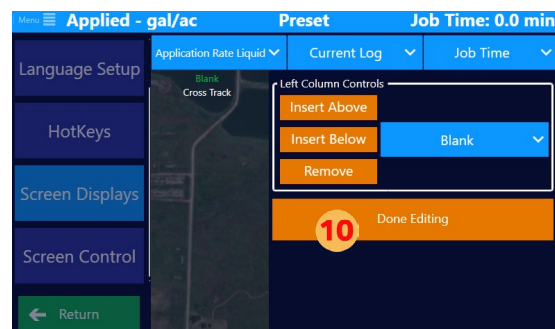 Menu Applied - gal/ac Preset Job Time: 0.0 min
Application Rate Liquid Current Log Job Time
Language Setup
HotKeys
Screen Displays
Screen Control
Return
Blank
Cross Track
Left Column Controls
Insert Above
Insert Below Blank
Remove
10 Done Editing